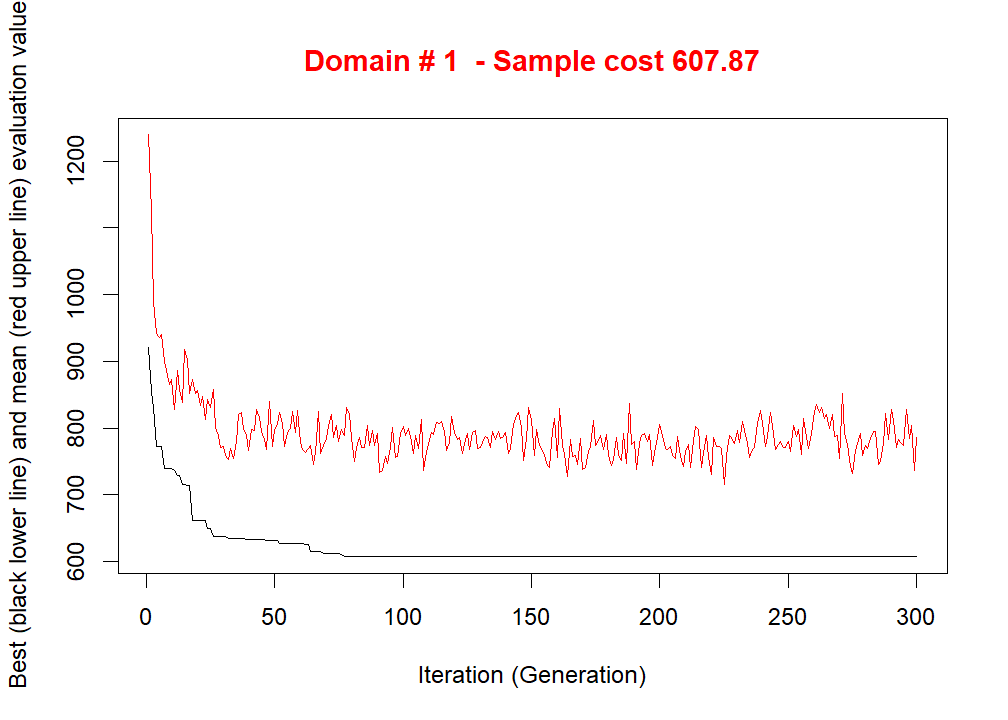 Domain # 1  - Sample cost 607.87
Best (black lower line) and mean (red upper line) evaluation value
1200
1000
900
800
700
600
0 50 100 150 200 250 300
Iteration (Generation)